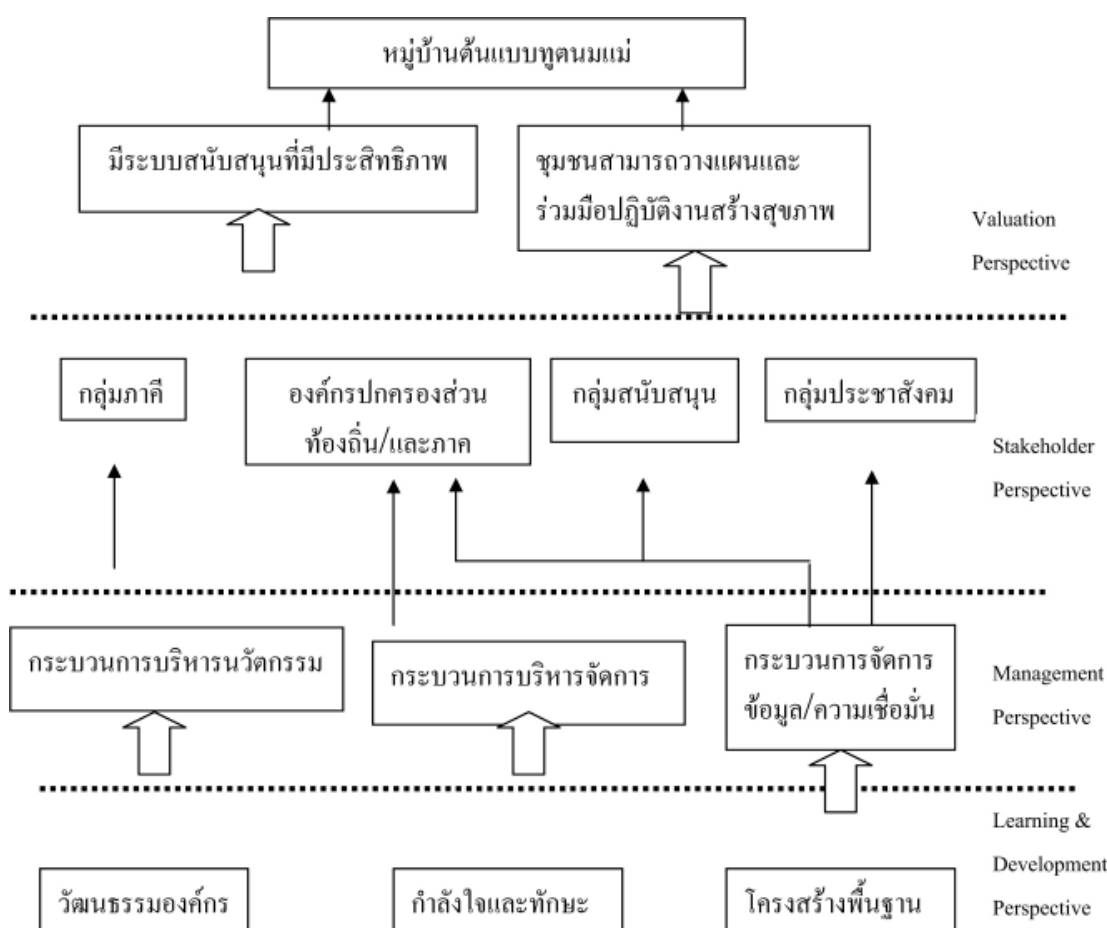 หมู่บ้านต้นแบบทูตนมแม่
มีระบบสนับสนุนที่มีประสิทธิภาพ
ชุมชนสามารถวางแผนและ
ร่วมมือปฏิบัติงานสร้างสุขภาพ
Valuation
Perspective
กลุ่มภาคี
องค์กรปกครองส่วน
ท้องถิ่น/และภาค
กลุ่มสนับสนุน
กลุ่มประชาสังคม
Stakeholder
Perspective
กระบวนการบริหารนวัตกรรม
กระบวนการบริหารจัดการ
กระบวนการจัดการ
ข้อมูล/ความเชื่อมั่น
Management
Perspective
Learning &
Development
Perspective
วัฒนธรรมองค์กร
กำลังใจและทักษะ
โครงสร้างพื้นฐาน